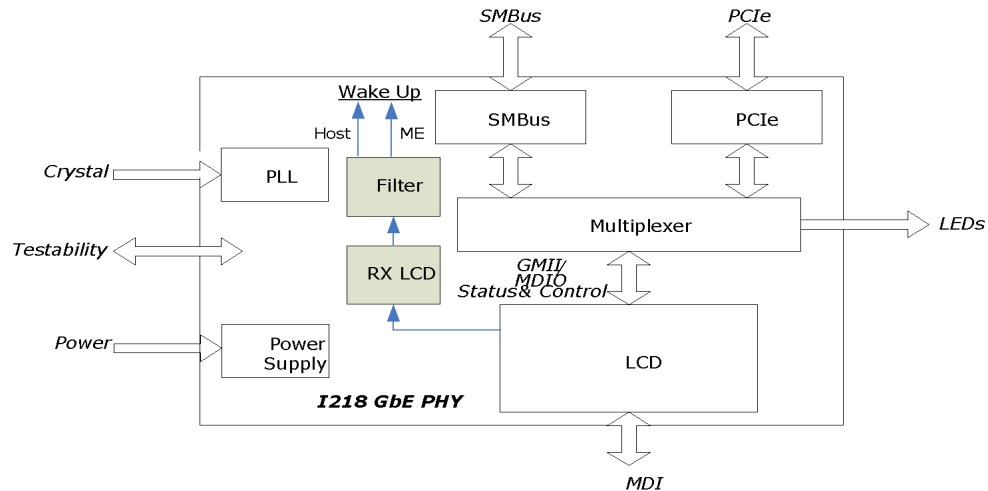 SMBus
PCIe
Wake Up
Host
ME
SMBus
PCIe
Crystal
PLL
Filter
Multiplexer
LEDs
Testability
RX LCD
GMII/
MDIO
Status& Control
Power
Power
Supply
LCD
I218 GbE PHY
MDI